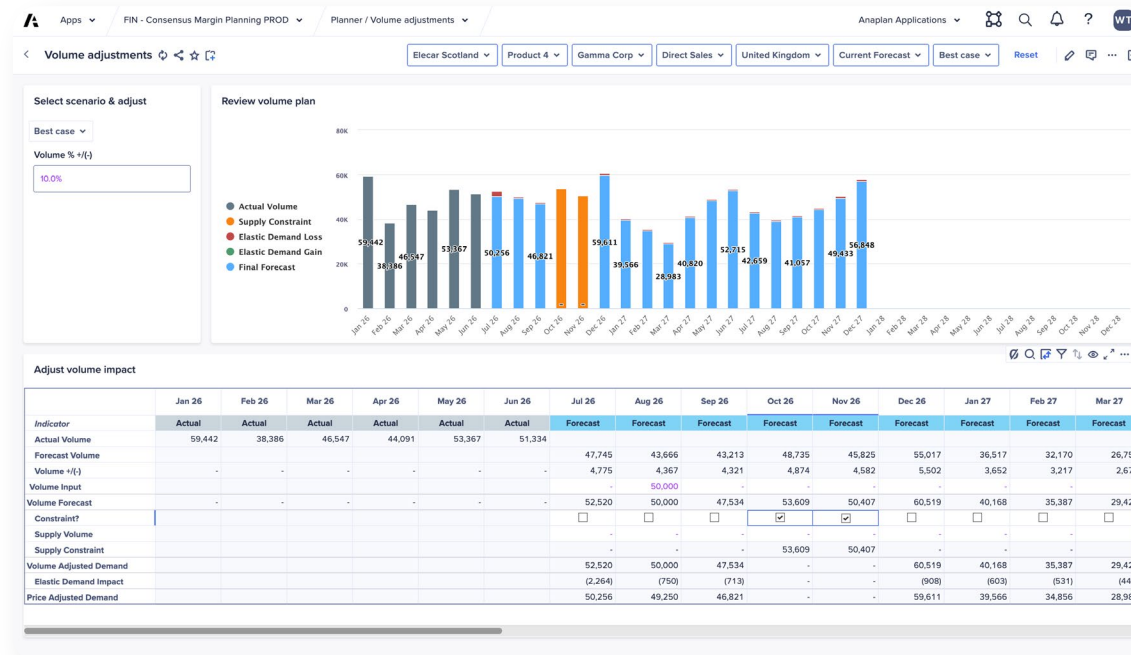 Apps FIN - Consensus Margin Planning PROD Planner / Volume adjustments Anaplan Applications ? WT
Volume adjustments Elecar Scotland Product 4 Gamma Corp Direct Sales United Kingdom Current Forecast Best case Reset
Select scenario & adjust
Best case
Volume % +/(-)
10.0%
Review volume plan
80K
60K
40K
20K
0
Actual Volume
Supply Constraint
Elastic Demand Loss
Elastic Demand Gain
Final Forecast
59,442 38,386 46,547 53,367 50,256 46,821 - - 59,611 39,566 28,983 40,820 52,715 42,659 41,057 49,433 56,848
Jan 26 Feb 26 Mar 26 Apr 26 May 26 Jun 26 Jul 26 Aug 26 Sep 26 Oct 26 Nov 26 Dec 26 Jan 27 Feb 27 Mar 27 Apr 27 May 27 Jun 27 Jul 27 Aug 27 Sep 27 Oct 27 Nov 27 Dec 27 Jan 28 Feb 28 Mar 28 Apr 28 May 28 Jun 28 Jul 28 Aug 28 Sep 28 Oct 28 Nov 28 Dec 28
Adjust volume impact
Jan 26 Feb 26 Mar 26 Apr 26 May 26 Jun 26 Jul 26 Aug 26 Sep 26 Oct 26 Nov 26 Dec 26 Jan 27 Feb 27 Mar 27
Indicator Actual Actual Actual Actual Actual Actual Forecast Forecast Forecast Forecast Forecast Forecast Forecast Forecast Forecast
Actual Volume 59,442 38,386 46,547 44,091 53,367 51,334
Forecast Volume 47,745 43,666 43,213 48,735 45,825 55,017 36,517 32,170 26,75
Volume +/(-) - - - - - - 4,775 4,367 4,321 4,874 4,582 5,502 3,652 3,217 2,67
Volume Input - 50,000 - - - - - -
Volume Forecast - - - - - - 52,520 50,000 47,534 53,609 50,407 60,519 40,168 35,387 29,42
Constraint?
Supply Volume - - - - - - - -
Supply Constraint - - - 53,609 50,407 - - -
Volume Adjusted Demand 52,520 50,000 47,534 - - 60,519 40,168 35,387 29,42
Elastic Demand Impact (2,264) (750) (713) - - (908) (603) (531) (44
Price Adjusted Demand 50,256 49,250 46,821 - - 59,611 39,566 34,856 28,98